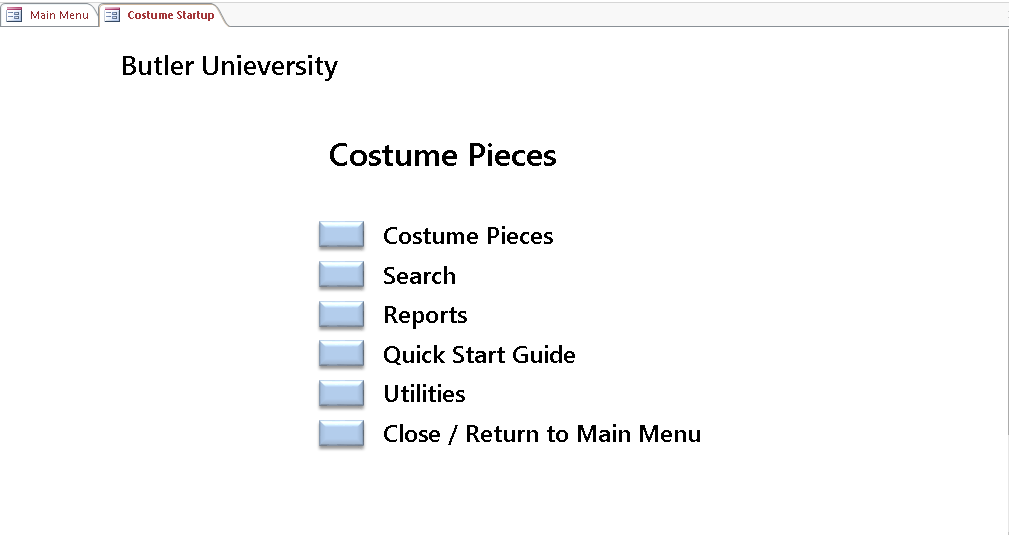 Main Menu
Costume Startup
Butler Unieversity
Costume Pieces
Costume Pieces
Search
Reports
Quick Start Guide
Utilities
Close / Return to Main Menu